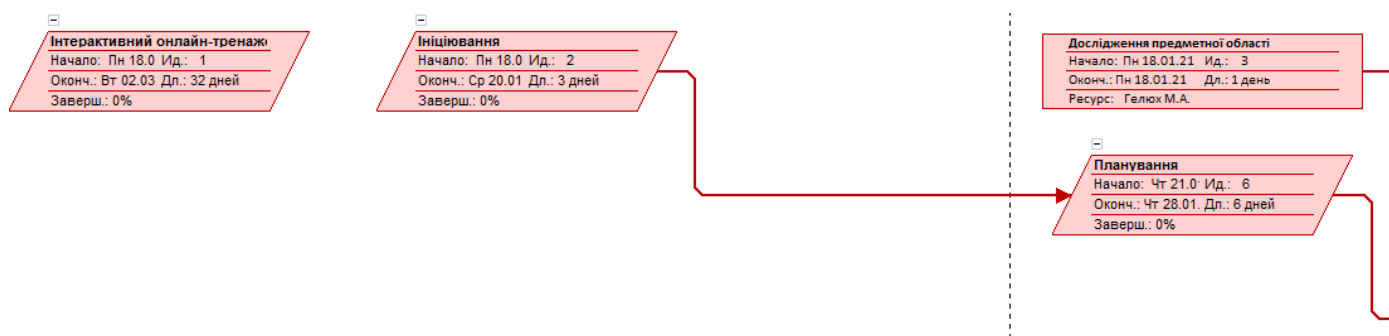 Інтерактивний онлайн-тренаж
Начало: Пн 18.0 Ид.: 1
Оконч.: Вт 02.03 Дл.: 32 дней
Заверш.: 0%
Ініціювання
Начало: Пн 18.0 Ид.: 2
Оконч.: Ср 20.01 Дл.: 3 дней
Заверш.: 0%
Дослідження предметної області
Начало: Пн 18.01.21 Ид.: 3
Оконч.: Пн 18.01.21 Дл.: 1 день
Ресурс: Гелюх М.А.
Планування
Начало: Чт 21.0 Ид.: 6
Оконч.: Чт 28.01. Дл.: 6 дней
Заверш.: 0%